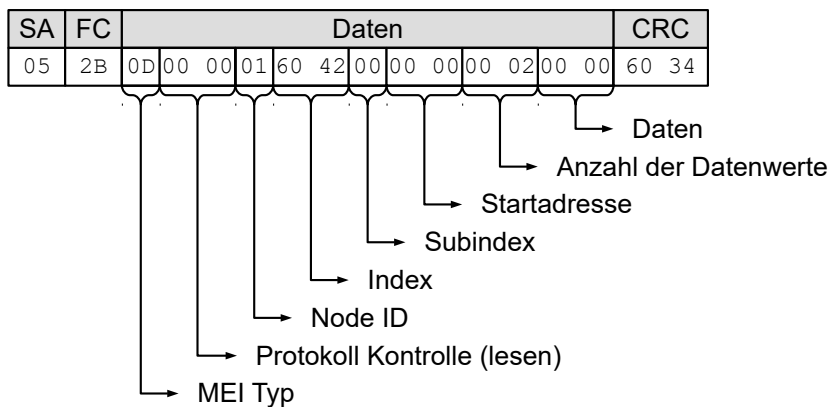 SA FC Daten CRC
05 2B 0D 00 00 01 60 42 00 00 00 00 02 00 00 60 34
Daten
Anzahl der Datenwerte
Startadresse
Subindex
Index
Node ID
Protokoll Kontrolle (lesen)
MEI Typ